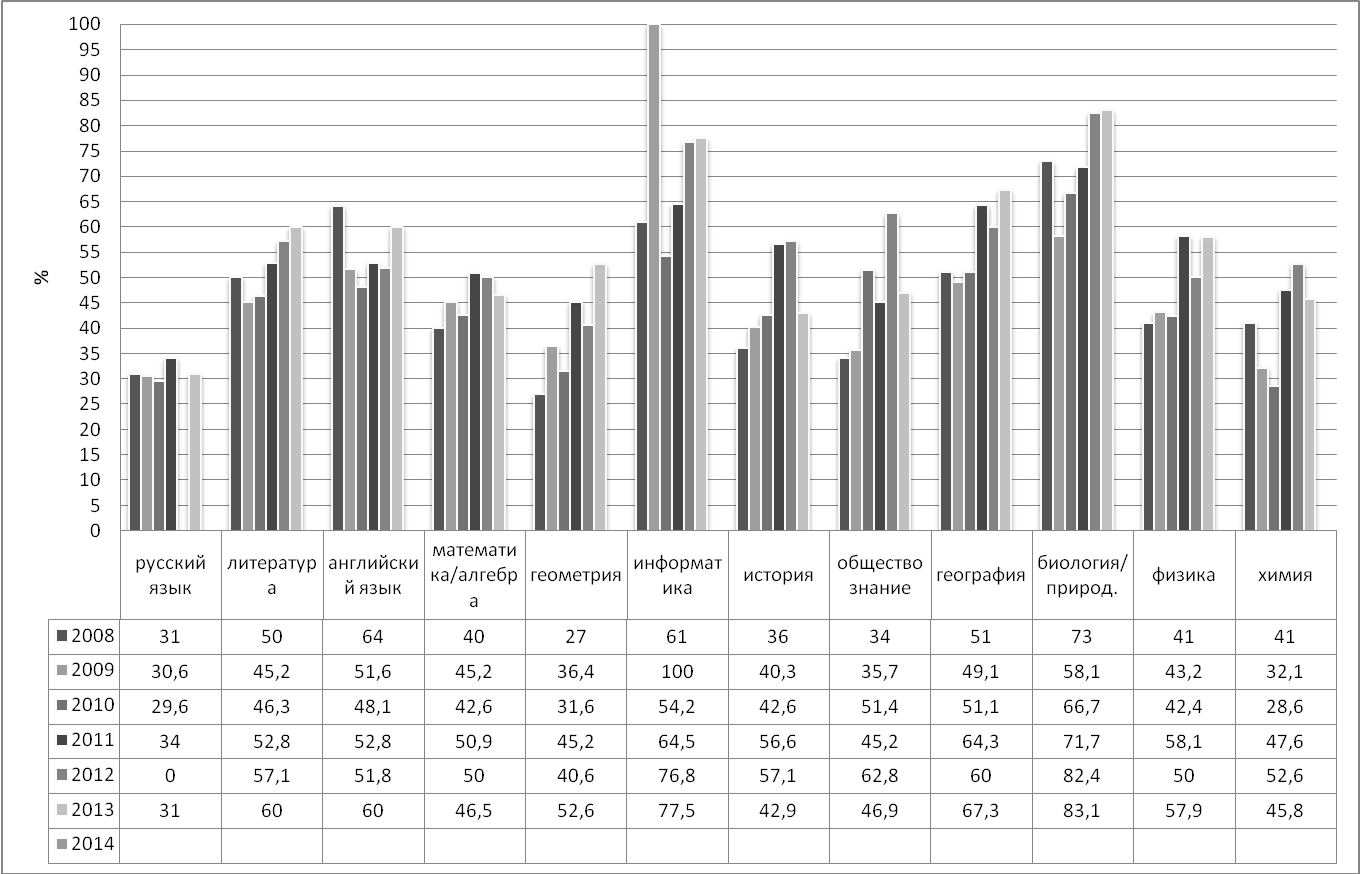 100
95
90
85
80
75
70
65
60
55
50
45
40
35
30
25
20
15
10
5
0
%
русский язык
литератур
а
английски
й язык
математи
ка/алгебр
а
геометрия
информат
ика
история
общество
знание
география
биология/
природ.
физика
химия
2008 31 50 64 40 27 61 36 34 51 73 41 41
2009 30,6 45,2 51,6 45,2 36,4 100 40,3 35,7 49,1 58,1 43,2 32,1
2010 29,6 46,3 48,1 42,6 31,6 54,2 42,6 51,4 51,1 66,7 42,4 28,6
2011 34 52,8 52,8 50,9 45,2 64,5 56,6 45,2 64,3 71,7 58,1 47,6
2012 0 57,1 51,8 50 40,6 76,8 57,1 62,8 60 82,4 50 52,6
2013 31 60 60 46,5 52,6 77,5 42,9 46,9 67,3 83,1 57,9 45,8
2014